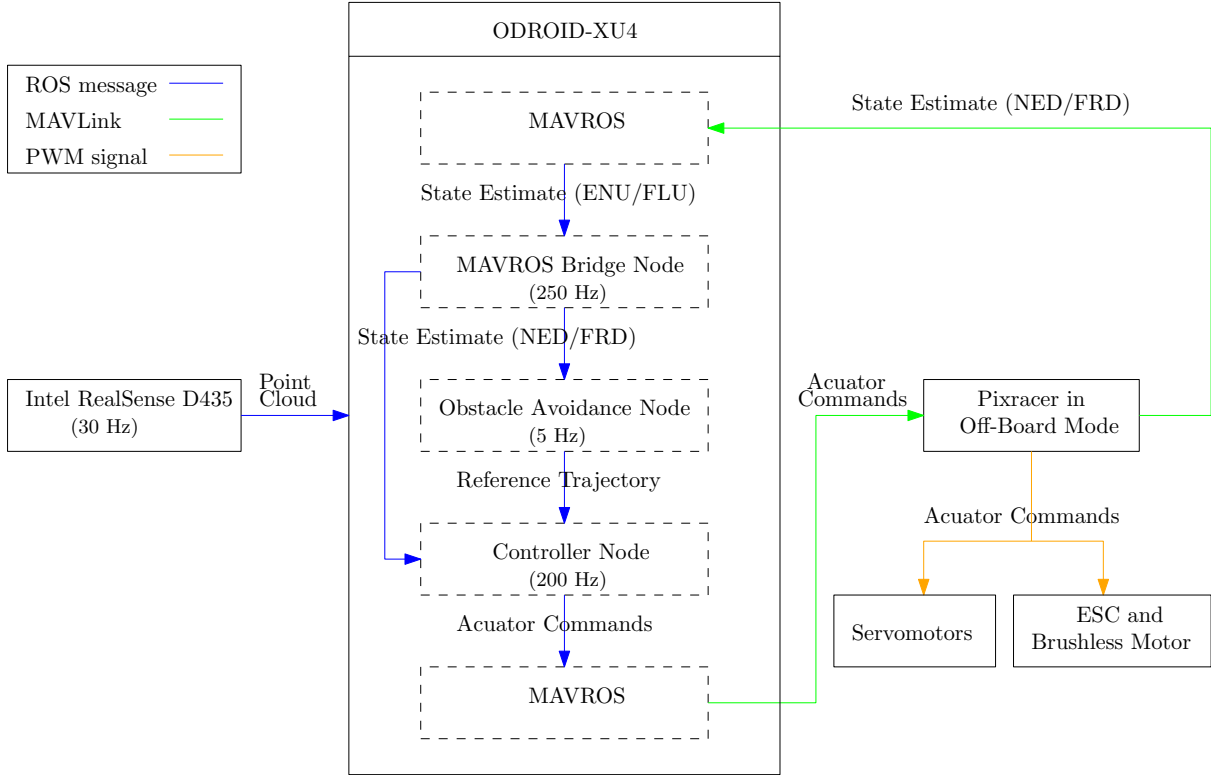 ODROID-XU4
ROS message
MAVLink
PWM signal
MAVROS
State Estimate (NED/FRD)
State Estimate (ENU/FLU)
MAVROS Bridge Node
(250 Hz)
State Estimate (NED/FRD)
Intel RealSense D435
(30 Hz)
Point
Cloud
Obstacle Avoidance Node
(5 Hz)
Acuator
Commands
Pixracer in
Off-Board Mode
Reference Trajectory
Acuator Commands
Controller Node
(200 Hz)
Servomotors
ESC and
Brushless Motor
Acuator Commands
MAVROS